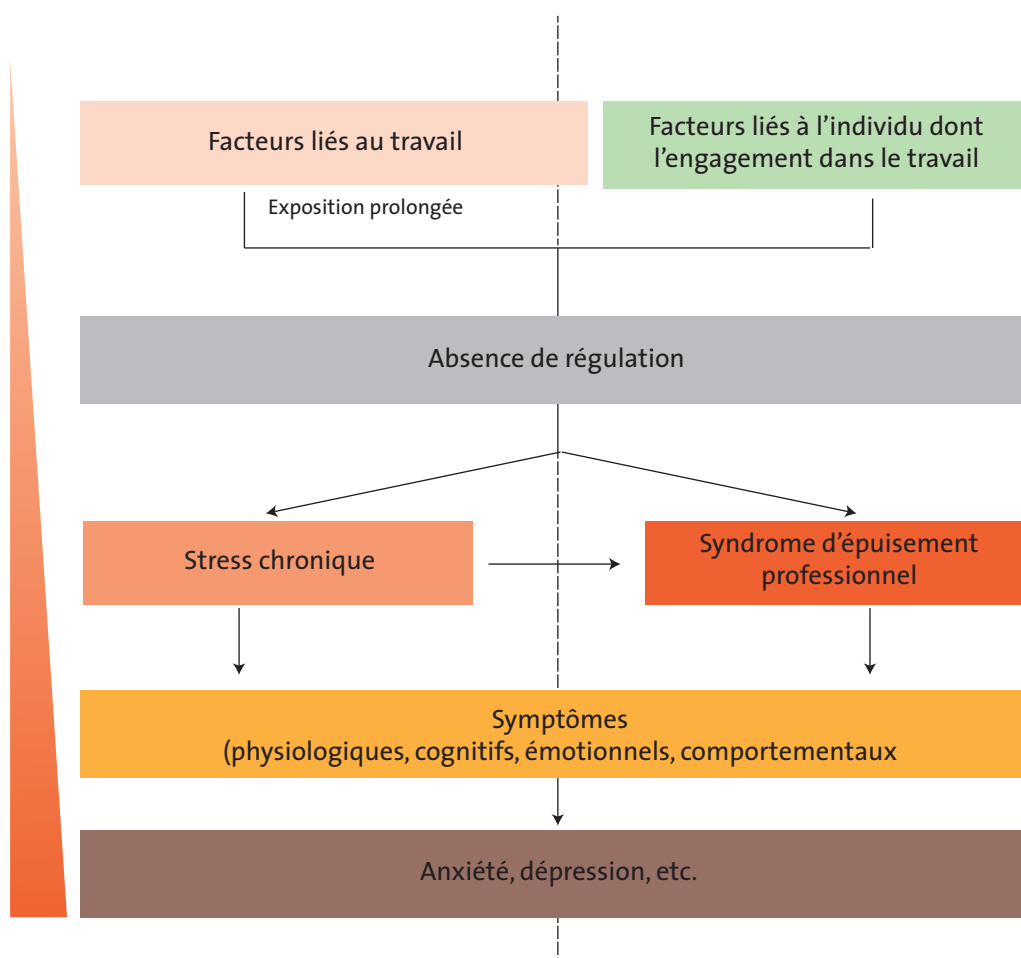 Facteurs liés au travail
Facteurs liés à l'individu dont
l'engagement dans le travail
Exposition prolongée
Absence de régulation
Stress chronique
Syndrome d'épuisement
professionnel
Symptômes
(physiologiques, cognitifs, émotionnels, comportementaux
Anxiété, dépression, etc.